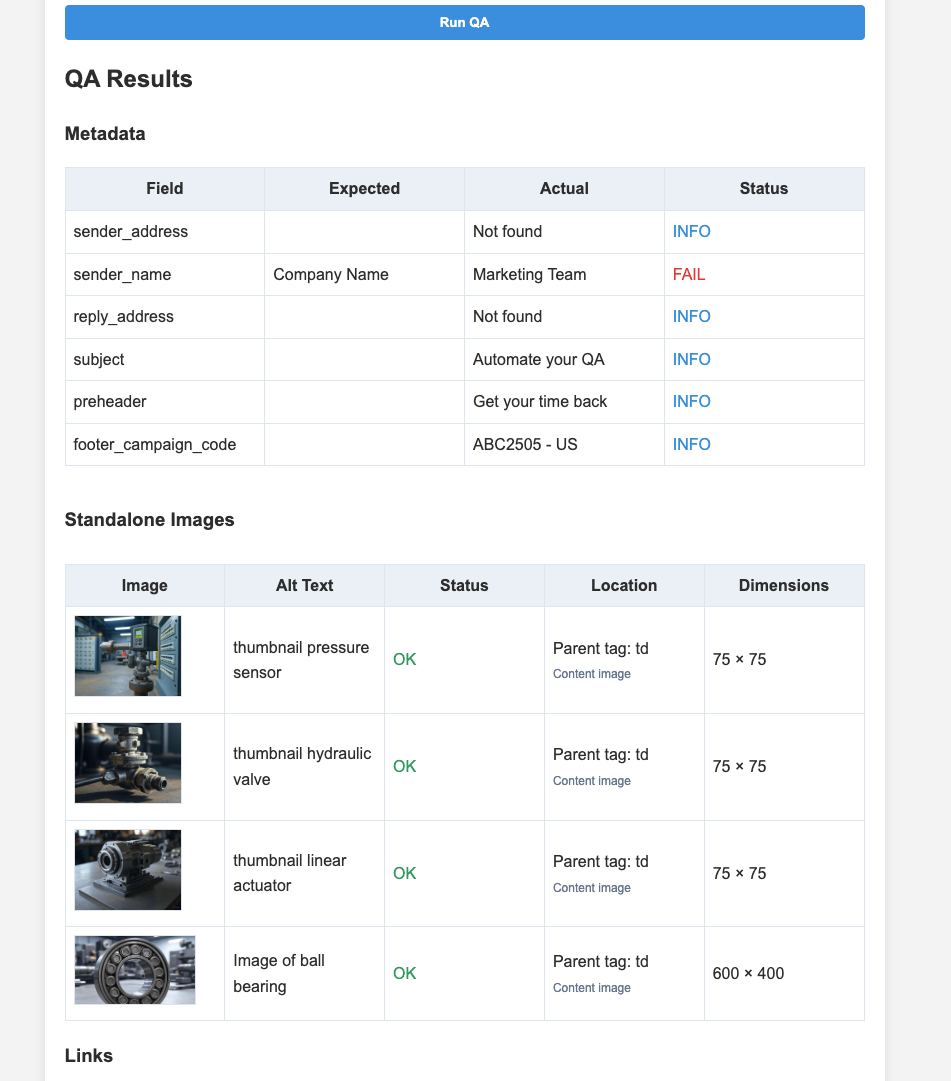 Run QA
QA Results
Metadata
Field Expected Actual Status
sender_address Not found INFO
sender_name Company Name Marketing Team FAIL
reply_address Not found INFO
subject Automate your QA INFO
preheader Get your time back INFO
footer_campaign_code ABC2505 - US INFO
Standalone Images
Image Alt Text Status Location Dimensions
thumbnail pressure
sensor
OK
Parent tag: td
Content image
75 × 75
thumbnail hydraulic
valve
OK
Parent tag: td
Content image
75 × 75
thumbnail linear
actuator
OK
Parent tag: td
Content image
75 × 75
Image of ball
bearing
OK
Parent tag: td
Content image
600 × 400
Links